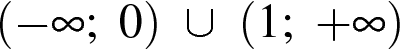 (−∞; 0) ∪ (1; +∞)